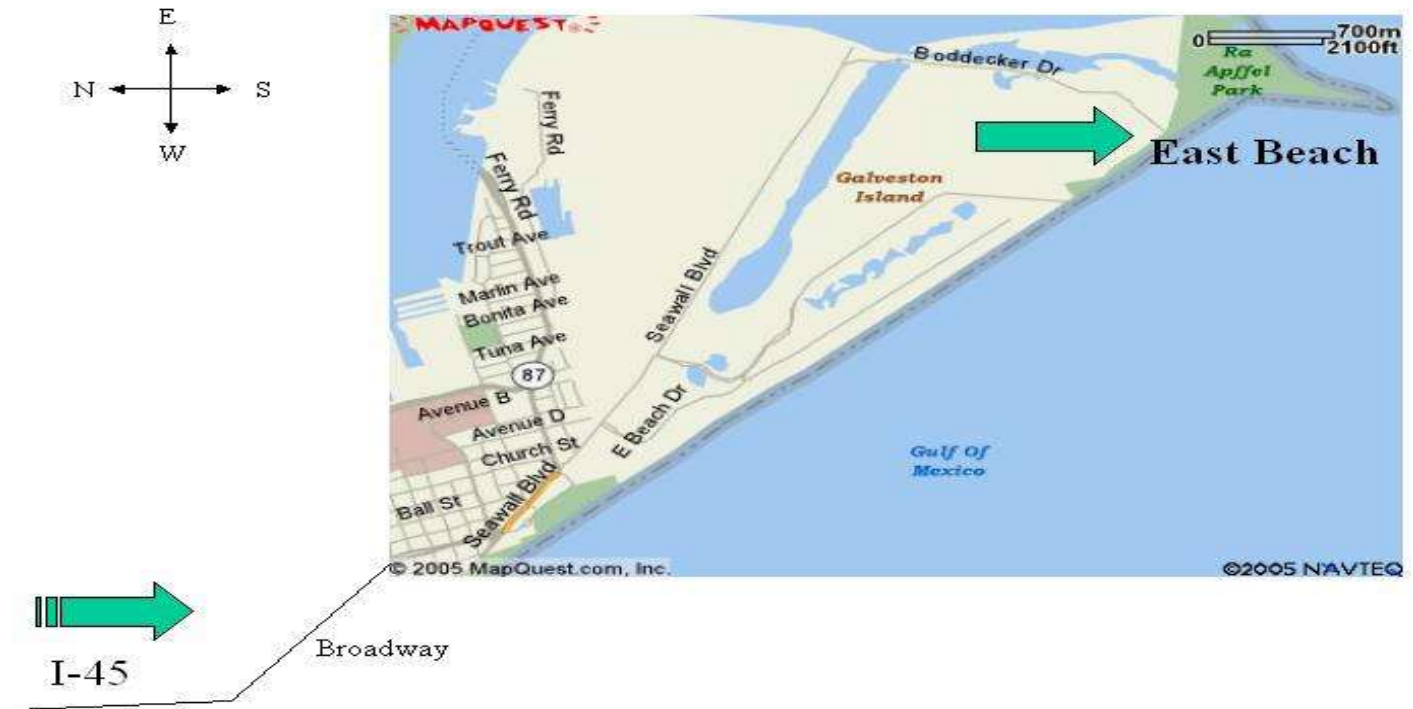 E
N
S
W
MAPQUEST
0
700m
2100ft
Boddecker Dr
Ra
Apffel
Park
East Beach
Ferry Rd
Ferry Rd
Galveston
Island
Trout Ave
Marlin Ave
Bonita Ave
Seawall Blvd
Tuna Ave
87
Avenue B
Avenue D
Church St
E Beach Dr
Gulf Of
Mexico
Ball St
Seawall Blvd
© 2005 MapQuest.com, Inc.
©2005 NAVTEQ
Broadway
I-45